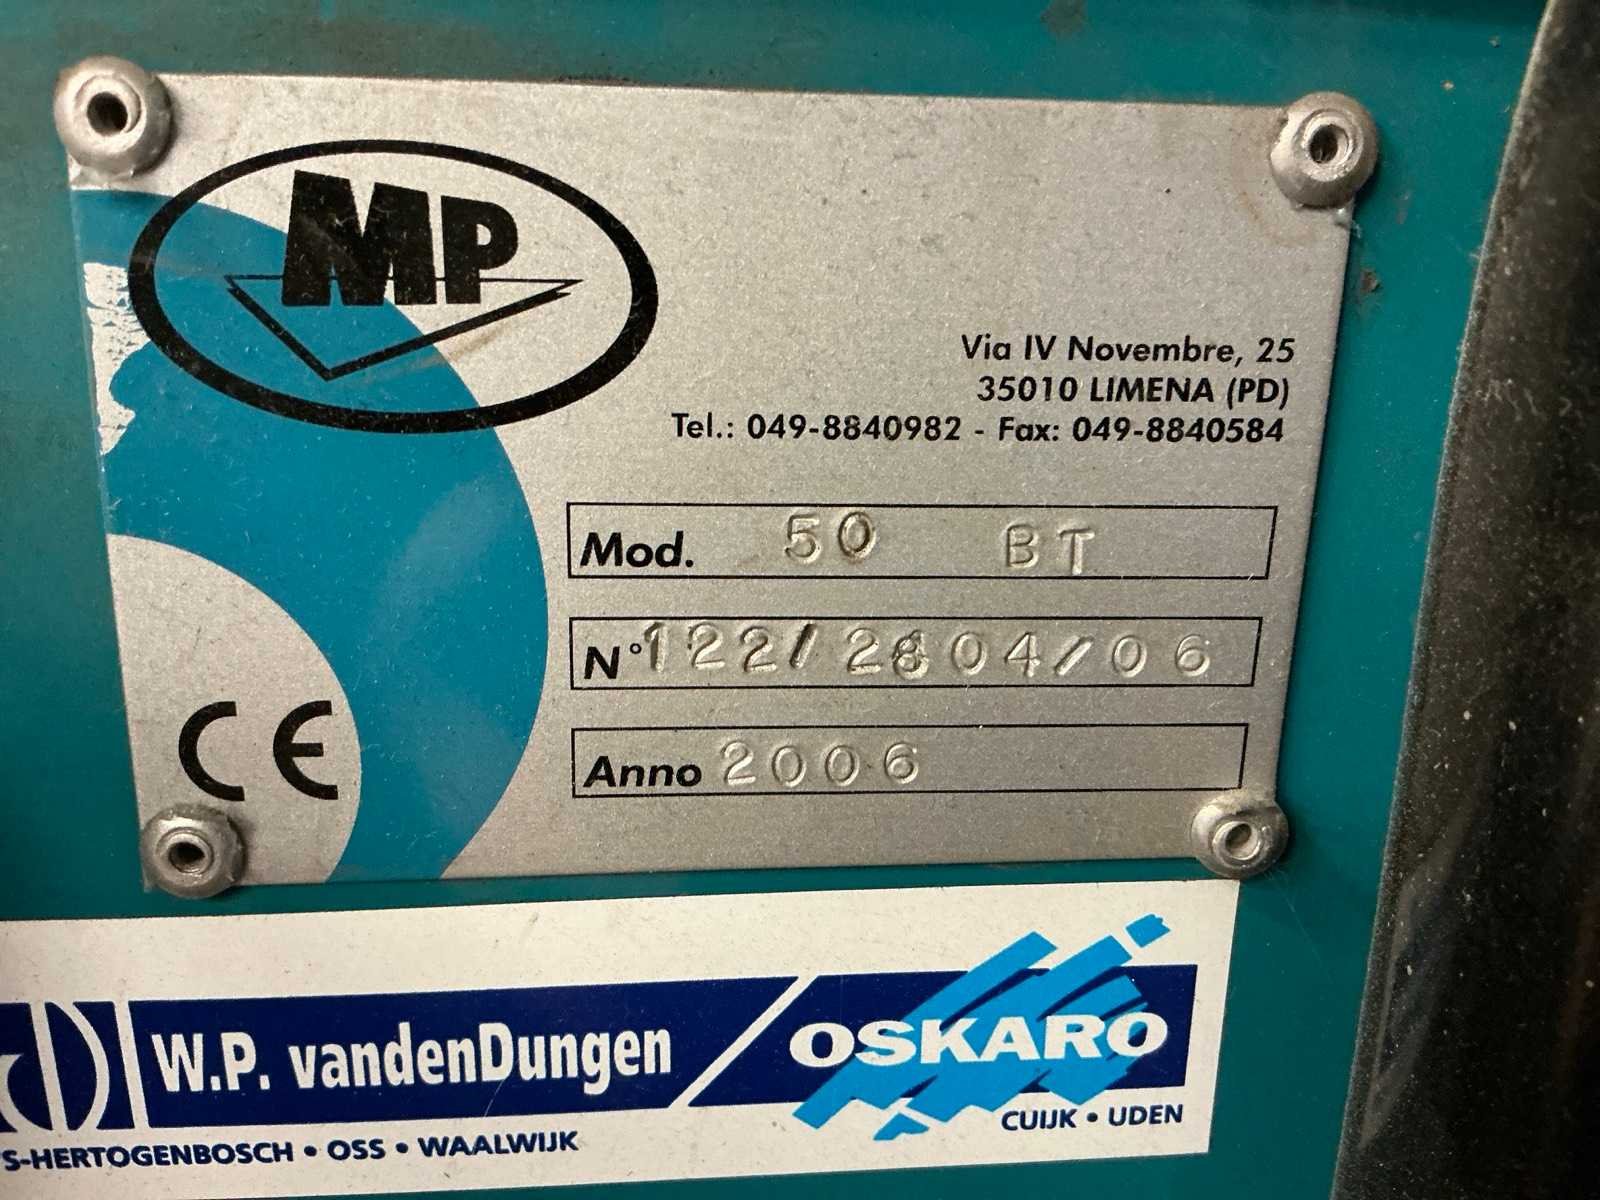 MP
Via IV Novembre, 25
35010 LIMENA (PD)
Tel.: 049-8840982 - Fax: 049-8840584
Mod. 50 BT
N° 122/2804/06
Anno 2006
CE
W.P. vandenDungen
OSKARO
CUIJK • UDEN
'S-HERTOGENBOSCH • OSS • WAALWIJK